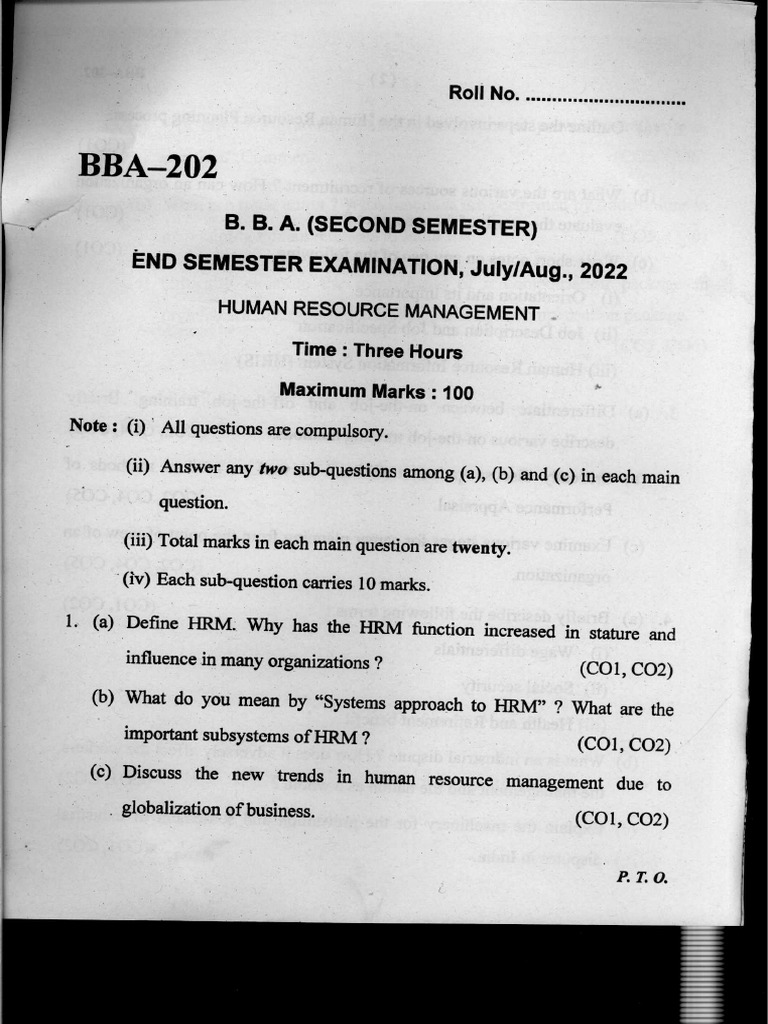 Roll No. ..............................
BBA–202
B. B. A. (SECOND SEMESTER)
END SEMESTER EXAMINATION, July/Aug., 2022
HUMAN RESOURCE MANAGEMENT
Time : Three Hours
Maximum Marks : 100
Note : (i) All questions are compulsory.
(ii) Answer any two sub-questions among (a), (b) and (c) in each main
question.
(iii) Total marks in each main question are twenty.
(iv) Each sub-question carries 10 marks.
1. (a) Define HRM. Why has the HRM function increased in stature and
influence in many organizations ? (CO1, CO2)
(b) What do you mean by “Systems approach to HRM” ? What are the
important subsystems of HRM ? (CO1, CO2)
(c) Discuss the new trends in human resource management due to
globalization of business. (CO1, CO2)
P. T. O.